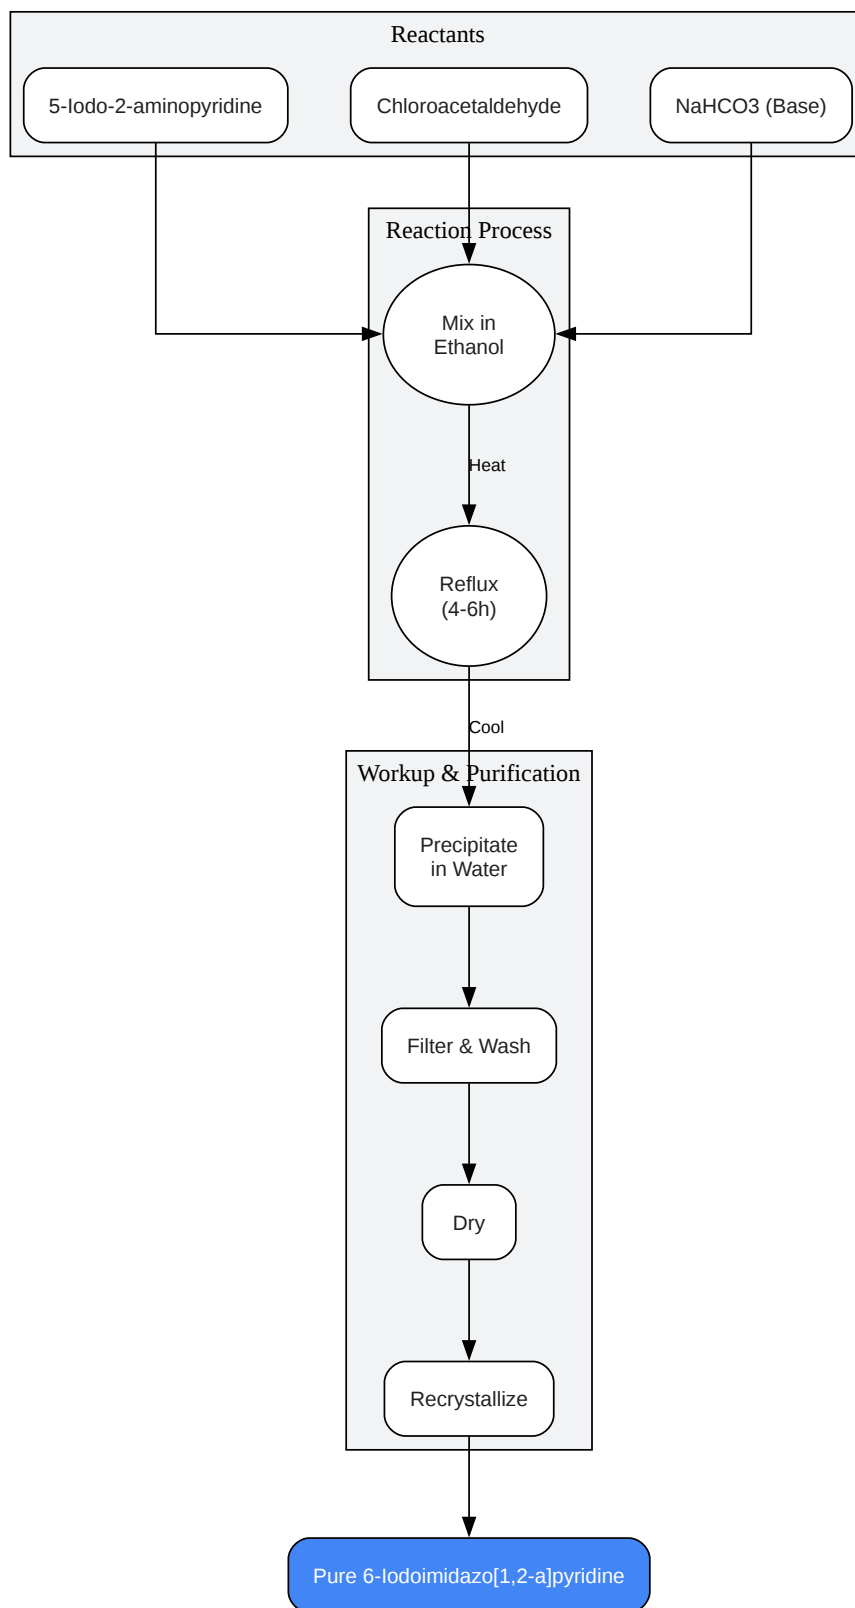 Reactants
5-Iodo-2-aminopyridine
Chloroacetaldehyde
NaHCO3 (Base)
Reaction Process
Mix in
Ethanol
Heat
Reflux
(4-6h)
Cool
Workup & Purification
Precipitate
in Water
Filter & Wash
Dry
Recrystallize
Pure 6-Iodoimidazo[1,2-a]pyridine